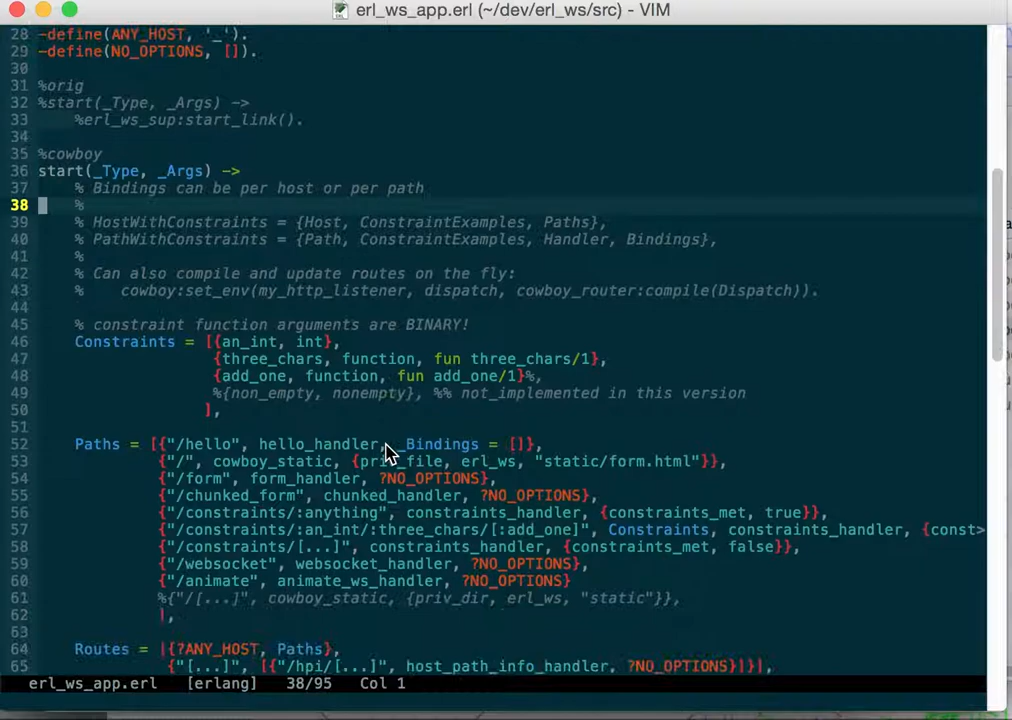 erl_ws_app.erl (~/dev/erl_ws/src) - VIM
28 -define(ANY_HOST, '_').
29 -define(NO_OPTIONS, []).
30
31 %orig
32 %start(_Type, _Args) ->
33     %erl_ws_sup:start_link().
34
35 %cowboy
36 start(_Type, _Args) ->
37     % Bindings can be per host or per path
38     %
39     % HostWithConstraints = {Host, ConstraintExamples, Paths},
40     % PathWithConstraints = {Path, ConstraintExamples, Handler, Bindings},
41     %
42     % Can also compile and update routes on the fly:
43     %    cowboy:set_env(my_http_listener, dispatch, cowboy_router:compile(Dispatch)).
44
45     % constraint function arguments are BINARY!
46     Constraints = [{an_int, int},
47                    {three_chars, function, fun three_chars/1},
48                    {add_one, function, fun add_one/1}%,
49                    %{non_empty, nonempty}, %% not_implemented in this version
50                   ],
51
52     Paths = [{"/hello", hello_handler, _Bindings = []},
53              {"/", cowboy_static, {priv_file, erl_ws, "static/form.html"}},
54              {"/form", form_handler, ?NO_OPTIONS},
55              {"/chunked_form", chunked_handler, ?NO_OPTIONS},
56              {"/constraints/:anything", constraints_handler, {constraints_met, true}},
57              {"/constraints/:an_int/:three_chars/[:add_one]", Constraints, constraints_handler, {const>
58              {"/constraints/[...]", constraints_handler, {constraints_met, false}},
59              {"/websocket", websocket_handler, ?NO_OPTIONS},
60              {"/animate", animate_ws_handler, ?NO_OPTIONS}
61              %{"/[...]", cowboy_static, {priv_dir, erl_ws, "static"}},
62              ],
63
64     Routes = [{?ANY_HOST, Paths},
65               {"[...]", [{"/hpi/[...]", host_path_info_handler, ?NO_OPTIONS}]},
erl_ws_app.erl [erlang] 38/95 Col 1